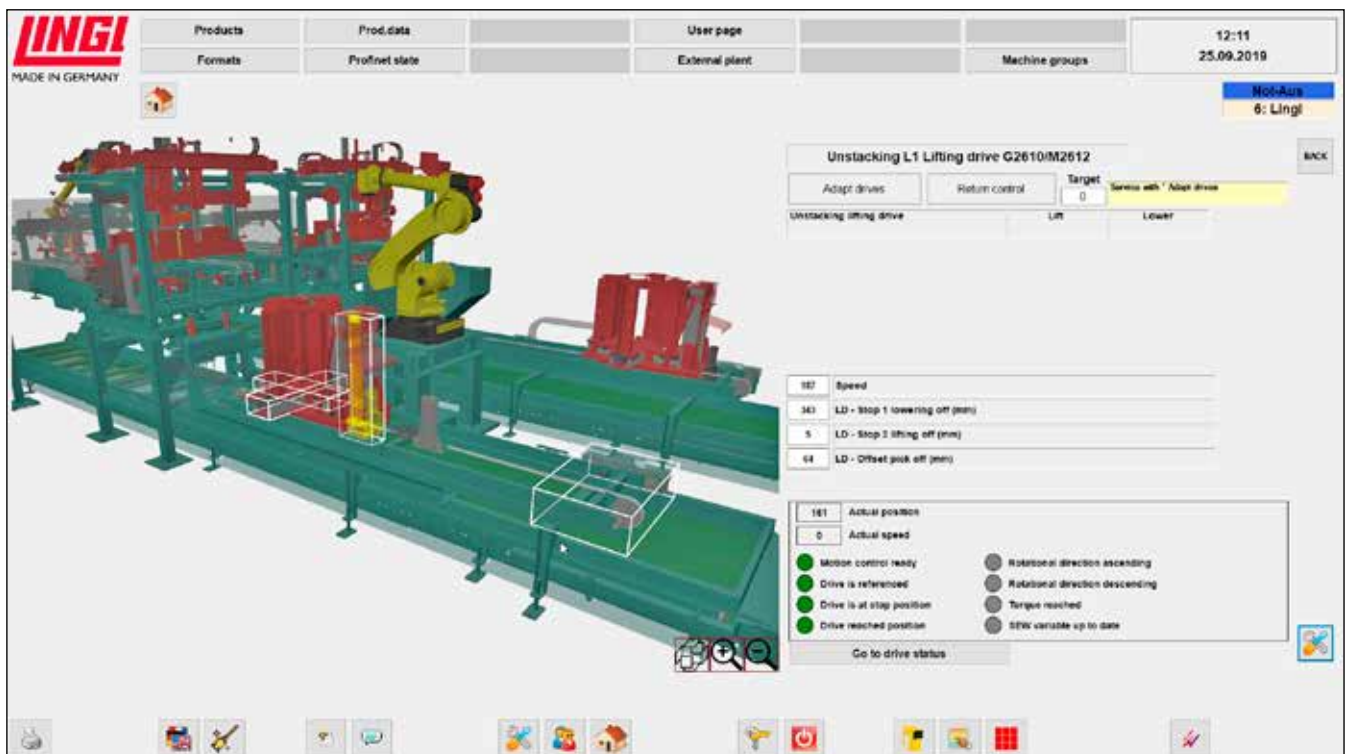 LINGL
MADE IN GERMANY
Products
Prod.data
User page
Formats
Profinet state
External plant
Machine groups
12:11
25.09.2019
Not-Aus
6: Lingl
Unstacking L1 Lifting drive G2610/M2612
BACK
Adapt drives
Return control
Target
0
Service with " Adapt drives
Unstacking lifting drive
Lift
Lower
Speed
LD - Stop 1 lowering off (mm)
5 LD - Stop 2 lifting off (mm)
LD - Offset pick off (mm)
161 Actual position
0 Actual speed
Motion control ready
Rotational direction ascending
Drive is referenced
Rotational direction descending
Drive is at stop position
Torque reached
Drive reached position
SEW variable up to date
Go to drive status